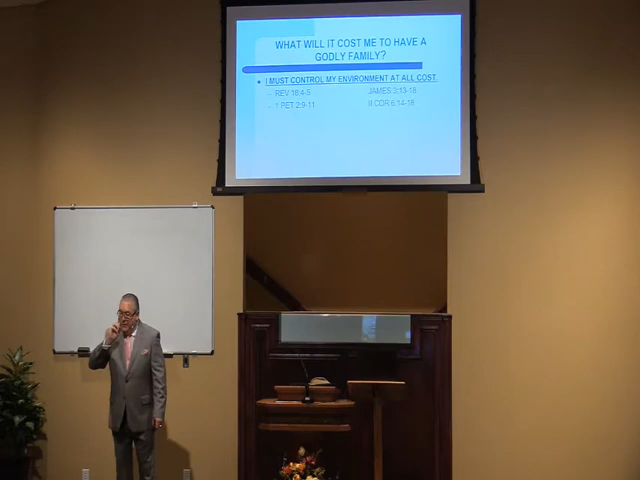 WHAT WILL IT COST ME TO HAVE A
GODLY FAMILY?
• I MUST CONTROL MY ENVIRONMENT AT ALL COST.
– REV 18:4-5 JAMES 3:13-18
– 1 PET 2:9-11 II COR 6:14-18